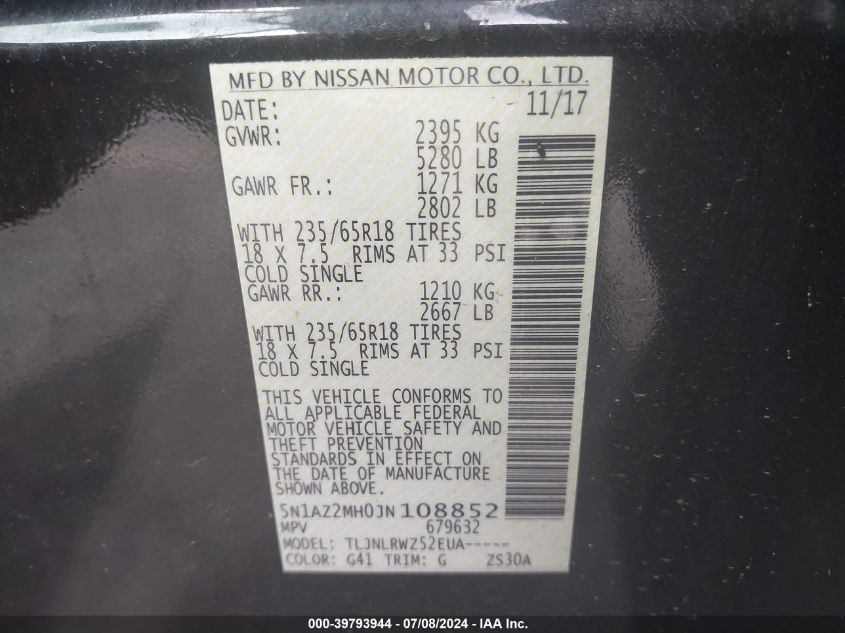 MFD BY NISSAN MOTOR CO., LTD.
DATE: 11/17
GVWR: 2395 KG
5280 LB
GAWR FR.: 1271 KG
2802 LB
WITH 235/65R18 TIRES
18 X 7.5 RIMS AT 33 PSI
COLD SINGLE
GAWR RR.: 1210 KG
2667 LB
WITH 235/65R18 TIRES
18 X 7.5 RIMS AT 33 PSI
COLD SINGLE
THIS VEHICLE CONFORMS TO
ALL APPLICABLE FEDERAL
MOTOR VEHICLE SAFETY AND
THEFT PREVENTION
STANDARDS IN EFFECT ON
THE DATE OF MANUFACTURE
SHOWN ABOVE.
5N1AZ2MH0JN108852
MPV 679632
MODEL: TLJNLRWZ52EUA-----
COLOR: G41 TRIM: G ZS30A
000-39793944 / 07/08/2024 - IAA Inc.